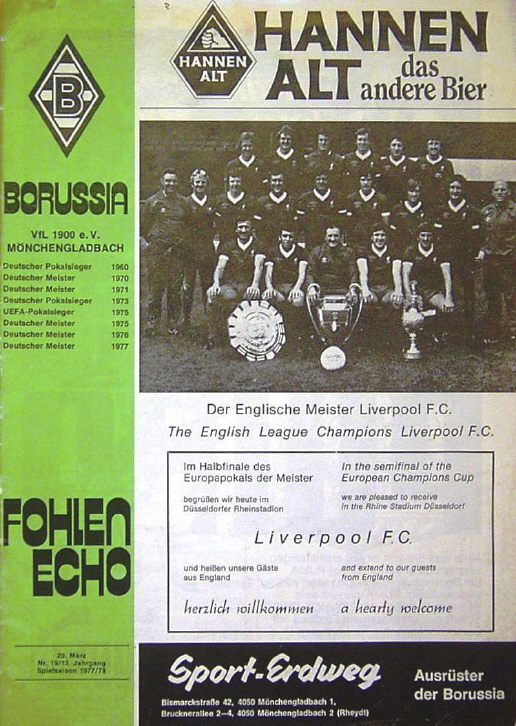 HANNEN
ALT
HANNEN
ALT das
andere Bier
B
BORUSSIA
VfL 1900 e.V.
MÖNCHENGLADBACH
Deutscher Pokalsieger 1960
Deutscher Meister 1970
Deutscher Meister 1971
Deutscher Pokalsieger 1973
UEFA-Pokalsieger 1975
Deutscher Meister 1975
Deutscher Meister 1976
Deutscher Meister 1977
Der Englische Meister Liverpool F.C.
The English League Champions Liverpool F.C.
Im Halbfinale des
Europapokals der Meister
begrüßen wir heute im
Düsseldorfer Rheinstadion
In the semifinal of the
European Champions Cup
we are pleased to receive
in the Rhine Stadium Düsseldorf
Liverpool F.C.
und heißen unsere Gäste
aus England
and extend to our guests
from England
herzlich willkommen
a hearty welcome
FOHLEN
ECHO
29. März
Nr. 16/13. Jahrgang
Spielsaison 1977/78
Sport-Erdweg
Bismarckstraße 42, 4050 Mönchengladbach 1,
Brucknerallee 2–4, 4050 Mönchengladbach 2 (Rheydt)
Ausrüster
der Borussia